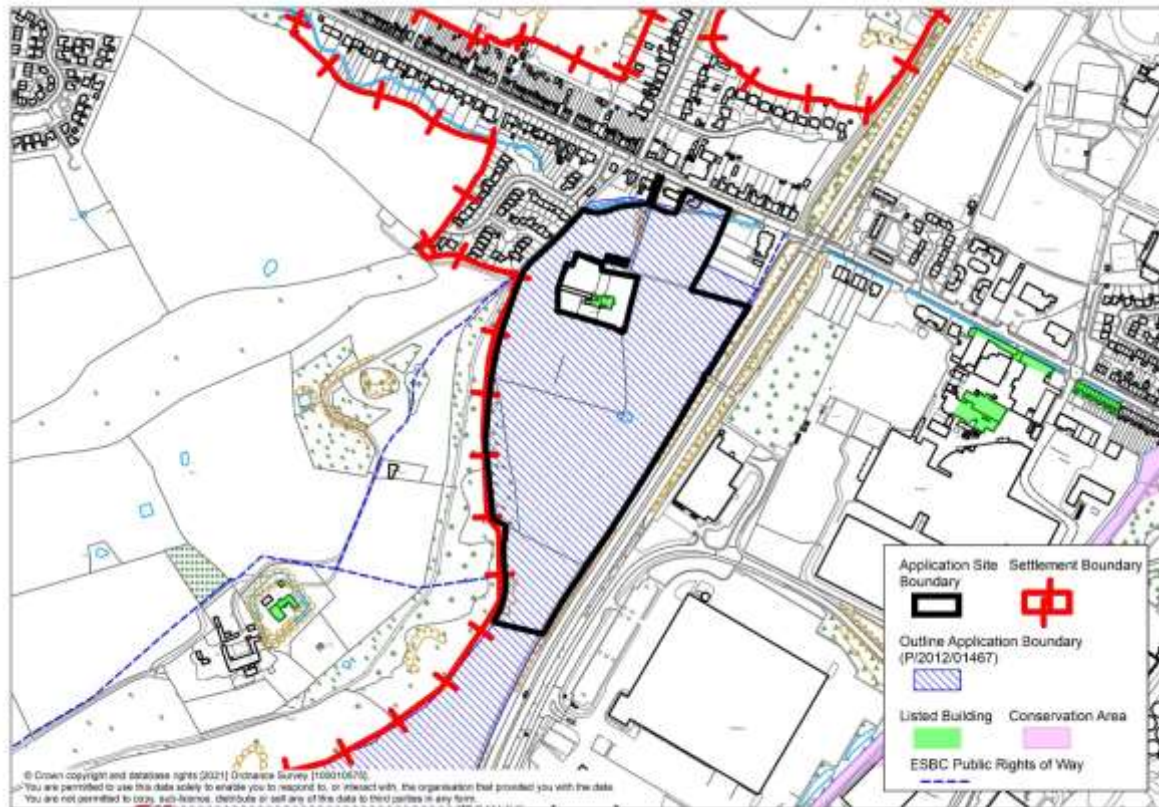 Application Site Boundary
Settlement Boundary
Outline Application Boundary
(P/2012/01467)
Listed Building
Conservation Area
ESBC Public Rights of Way
© Crown copyright and database rights [2021] Ordnance Survey
You are permitted to use this data solely to enable you to respond to, or interact with, the organisation that provided you with the data
You are not permitted to copy, sub-license, distribute or sell any of this data to third parties in any form.